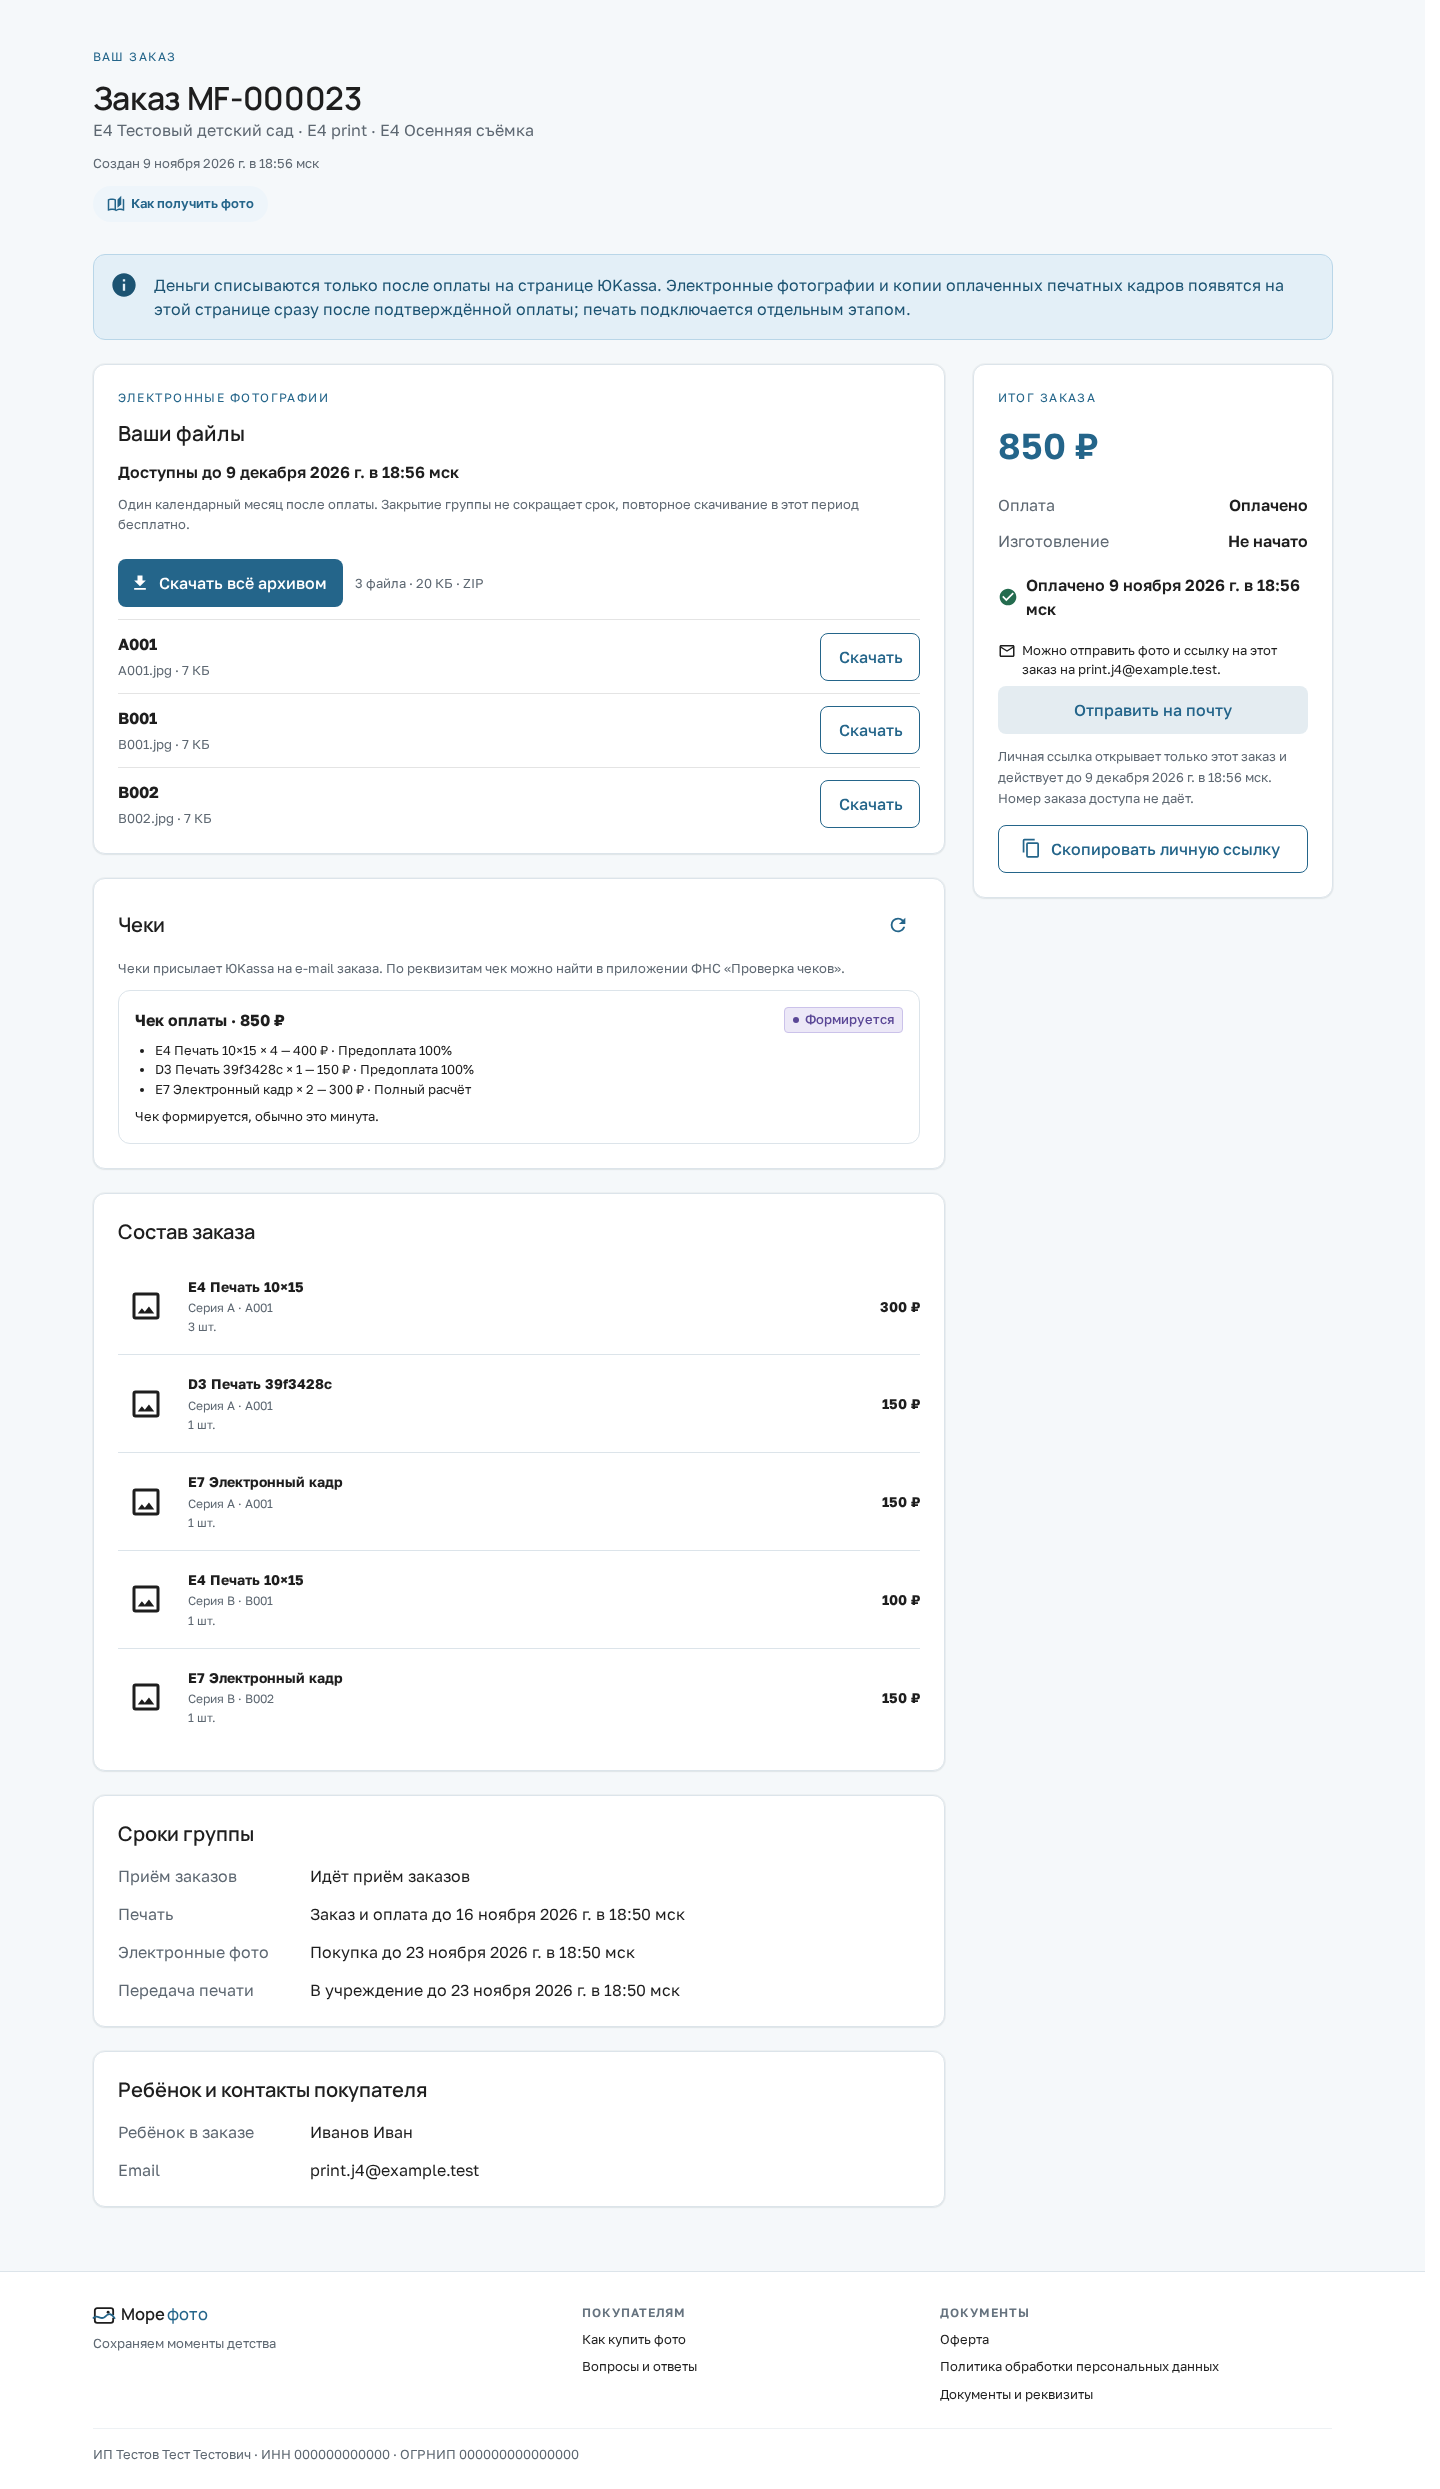 ВАШ ЗАКАЗ
Заказ MF-000023
E4 Тестовый детский сад · E4 print · E4 Осенняя съёмка
Создан 9 ноября 2026 г. в 18:56 мск
Как получить фото
Деньги списываются только после оплаты на странице ЮKassa. Электронные фотографии и копии оплаченных печатных кадров появятся на
этой странице сразу после подтверждённой оплаты; печать подключается отдельным этапом.
ЭЛЕКТРОННЫЕ ФОТОГРАФИИ
Ваши файлы
Доступны до 9 декабря 2026 г. в 18:56 мск
Один календарный месяц после оплаты. Закрытие группы не сокращает срок, повторное скачивание в этот период
бесплатно.
Скачать всё архивом
3 файла · 20 КБ · ZIP
A001
A001.jpg · 7 КБ
Скачать
B001
B001.jpg · 7 КБ
Скачать
B002
B002.jpg · 7 КБ
Скачать
ИТОГ ЗАКАЗА
850 ₽
Оплата Оплачено
Изготовление Не начато
Оплачено 9 ноября 2026 г. в 18:56
мск
Можно отправить фото и ссылку на этот
заказ на print.j4@example.test.
Отправить на почту
Личная ссылка открывает только этот заказ и
действует до 9 декабря 2026 г. в 18:56 мск.
Номер заказа доступа не даёт.
Скопировать личную ссылку
Чеки
Чеки присылает ЮKassa на e-mail заказа. По реквизитам чек можно найти в приложении ФНС «Проверка чеков».
Чек оплаты · 850 ₽
Формируется
• E4 Печать 10×15 × 4 — 400 ₽ · Предоплата 100%
• D3 Печать 39f3428c × 1 — 150 ₽ · Предоплата 100%
• E7 Электронный кадр × 2 — 300 ₽ · Полный расчёт
Чек формируется, обычно это минута.
Состав заказа
E4 Печать 10×15
Серия A · A001
3 шт.
300 ₽
D3 Печать 39f3428c
Серия A · A001
1 шт.
150 ₽
E7 Электронный кадр
Серия A · A001
1 шт.
150 ₽
E4 Печать 10×15
Серия B · B001
1 шт.
100 ₽
E7 Электронный кадр
Серия B · B002
1 шт.
150 ₽
Сроки группы
Приём заказов Идёт приём заказов
Печать Заказ и оплата до 16 ноября 2026 г. в 18:50 мск
Электронные фото Покупка до 23 ноября 2026 г. в 18:50 мск
Передача печати В учреждение до 23 ноября 2026 г. в 18:50 мск
Ребёнок и контакты покупателя
Ребёнок в заказе Иванов Иван
Email print.j4@example.test
Морефото
Сохраняем моменты детства
ПОКУПАТЕЛЯМ
Как купить фото
Вопросы и ответы
ДОКУМЕНТЫ
Оферта
Политика обработки персональных данных
Документы и реквизиты
ИП Тестов Тест Тестович · ИНН 000000000000 · ОГРНИП 000000000000000